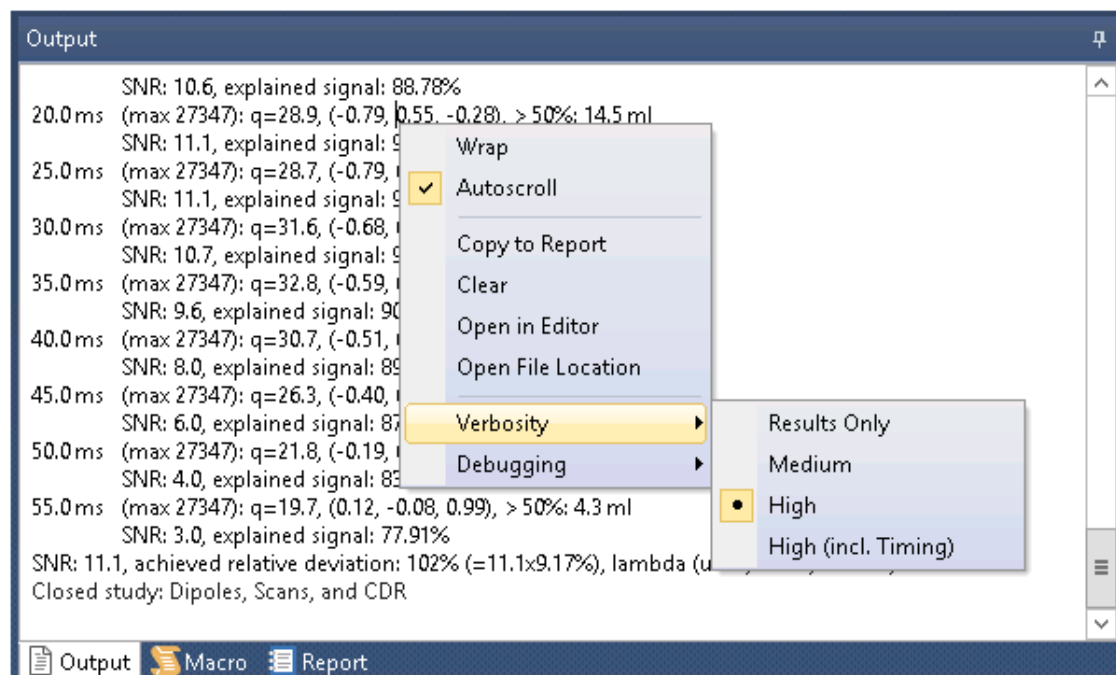 Output
SNR: 10.6, explained signal: 88.78%
20.0 ms (max 27347): q=28.9, (-0.79, 0.55, -0.28), > 50%: 14.5 ml
SNR: 11.1, explained signal: 9
25.0 ms (max 27347): q=28.7, (-0.79,
SNR: 11.1, explained signal: 9
30.0 ms (max 27347): q=31.6, (-0.68,
SNR: 10.7, explained signal: 9
35.0 ms (max 27347): q=32.8, (-0.59,
SNR: 9.6, explained signal: 90
40.0 ms (max 27347): q=30.7, (-0.51,
SNR: 8.0, explained signal: 89
45.0 ms (max 27347): q=26.3, (-0.40,
SNR: 6.0, explained signal: 87
50.0 ms (max 27347): q=21.8, (-0.19,
SNR: 4.0, explained signal: 83
55.0 ms (max 27347): q=19.7, (0.12, -0.08, 0.99), > 50%: 4.3 ml
SNR: 3.0, explained signal: 77.91%
SNR: 11.1, achieved relative deviation: 102% (=11.1x9.17%), lambda (u
Closed study: Dipoles, Scans, and CDR
Wrap
Autoscroll
Copy to Report
Clear
Open in Editor
Open File Location
Verbosity
Debugging
Results Only
Medium
High
High (incl. Timing)
Output Macro Report